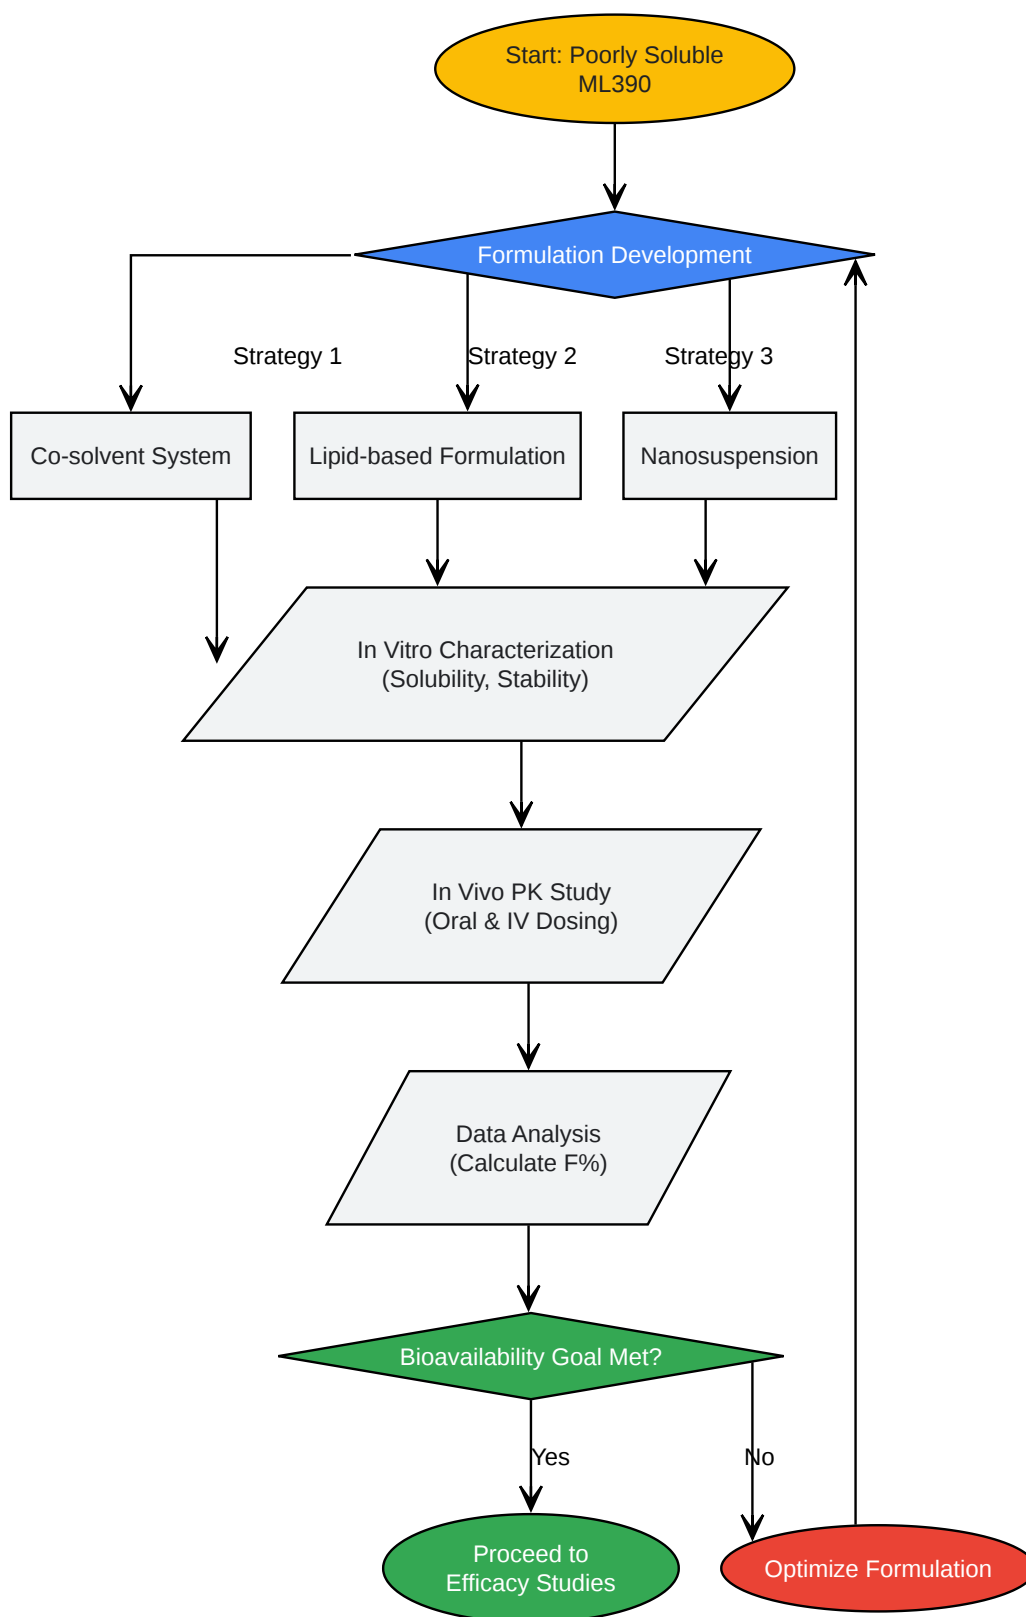 Start: Poorly Soluble
ML390
Formulation Development
Strategy 1
Strategy 2
Strategy 3
Co-solvent System
Lipid-based Formulation
Nanosuspension
In Vitro Characterization
(Solubility, Stability)
In Vivo PK Study
(Oral & IV Dosing)
Data Analysis
(Calculate F%)
Bioavailability Goal Met?
Yes
No
Proceed to
Efficacy Studies
Optimize Formulation